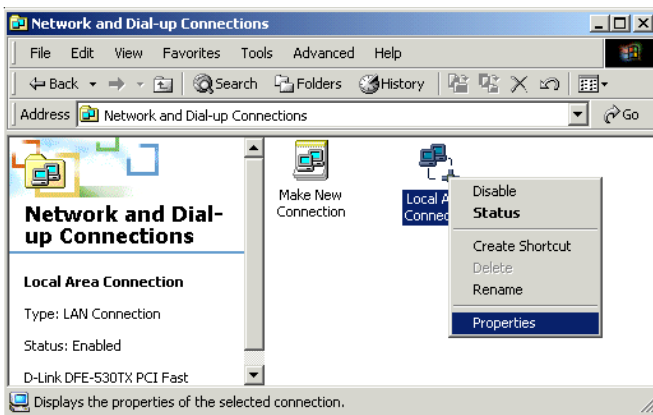 Network and Dial-up Connections
File Edit View Favorites Tools Advanced Help
Back Search Folders History
Address Network and Dial-up Connections Go
Network and Dial-
up Connections
Local Area Connection
Type: LAN Connection
Status: Enabled
D-Link DFE-530TX PCI Fast
Make New
Connection
Local A
Connec
Disable
Status
Create Shortcut
Delete
Rename
Properties
Displays the properties of the selected connection.